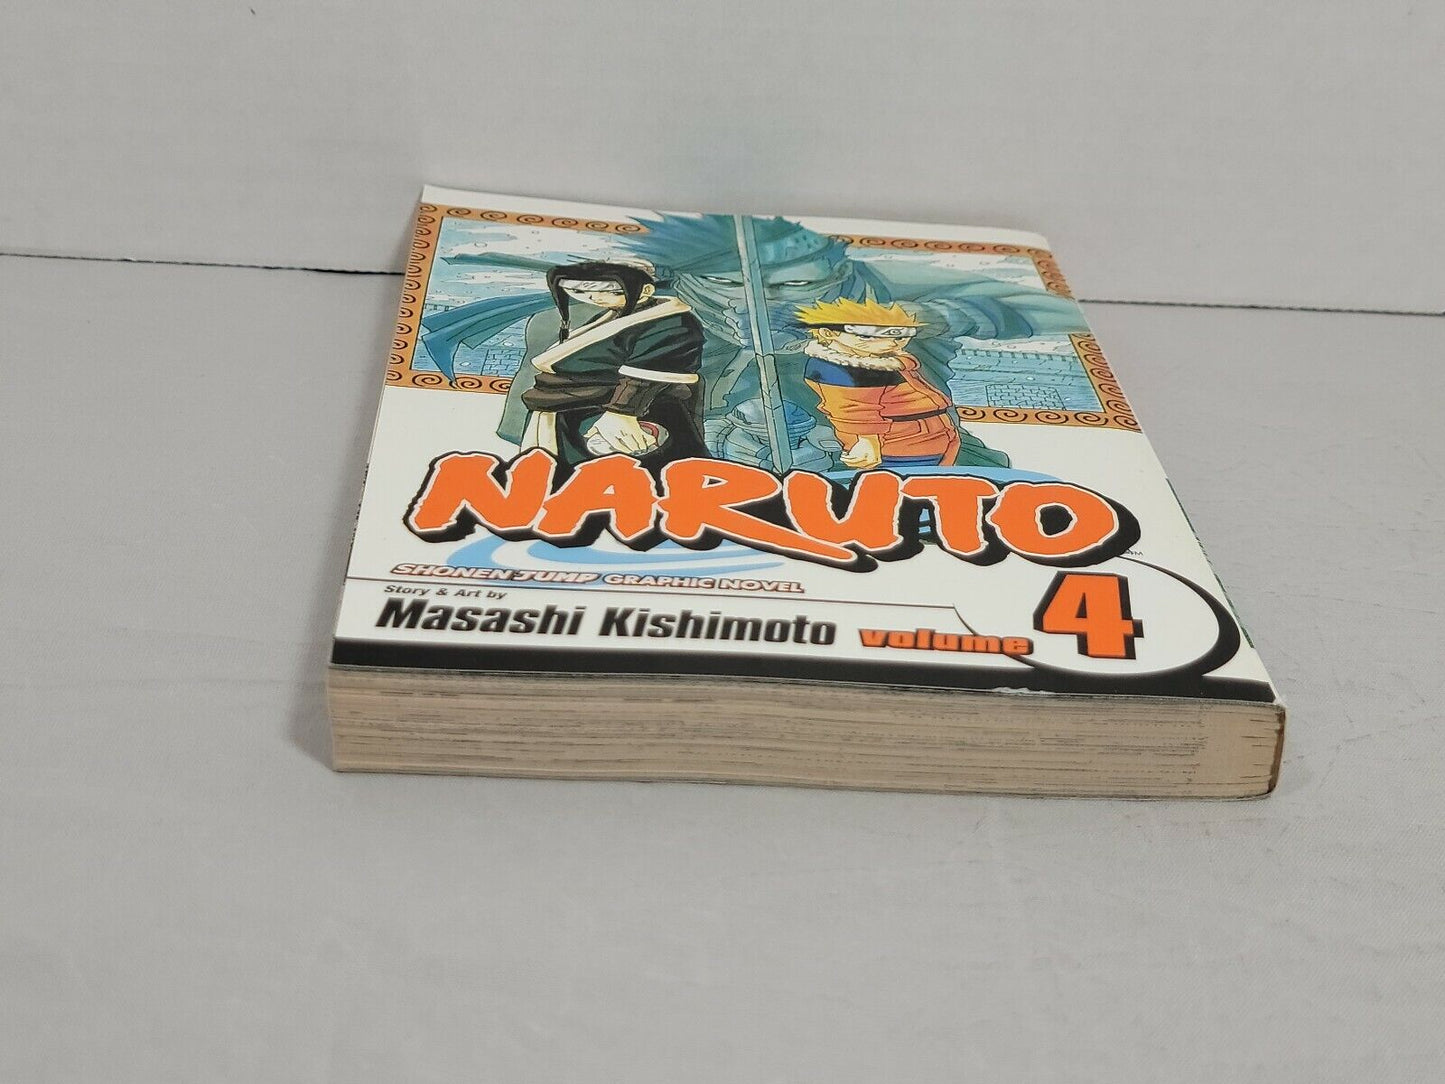 NARUTO
SHONEN JUMP GRAPHIC NOVEL
Story & Art by
Masashi Kishimoto
volume 4